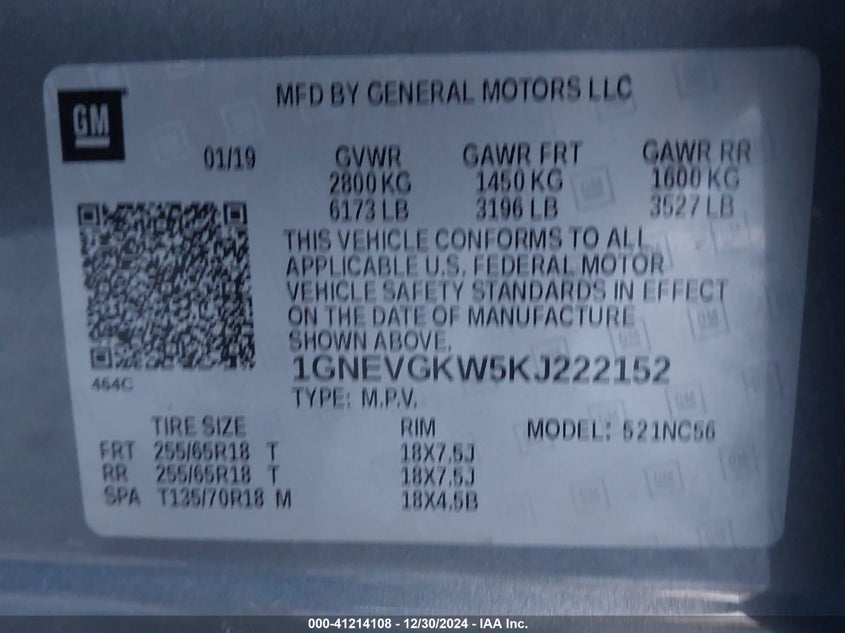 MFD BY GENERAL MOTORS LLC
GM
01/19
GVWR GAWR FRT GAWR RR
2800 KG 1450 KG 1600 KG
6173 LB 3196 LB 3527 LB
THIS VEHICLE CONFORMS TO ALL
APPLICABLE U.S. FEDERAL MOTOR
VEHICLE SAFETY STANDARDS IN EFFECT
ON THE DATE OF MANUFACTURE
SHOWN ABOVE.
464C
1GNEVGKW5KJ222152
TYPE: M.P.V.
TIRE SIZE RIM MODEL: 521NC56
FRT 255/65R18 T 18X7.5J
RR 255/65R18 T 18X7.5J
SPA T135/70R18 M 18X4.5B
000-41214108 - 12/30/2024 - IAA Inc.